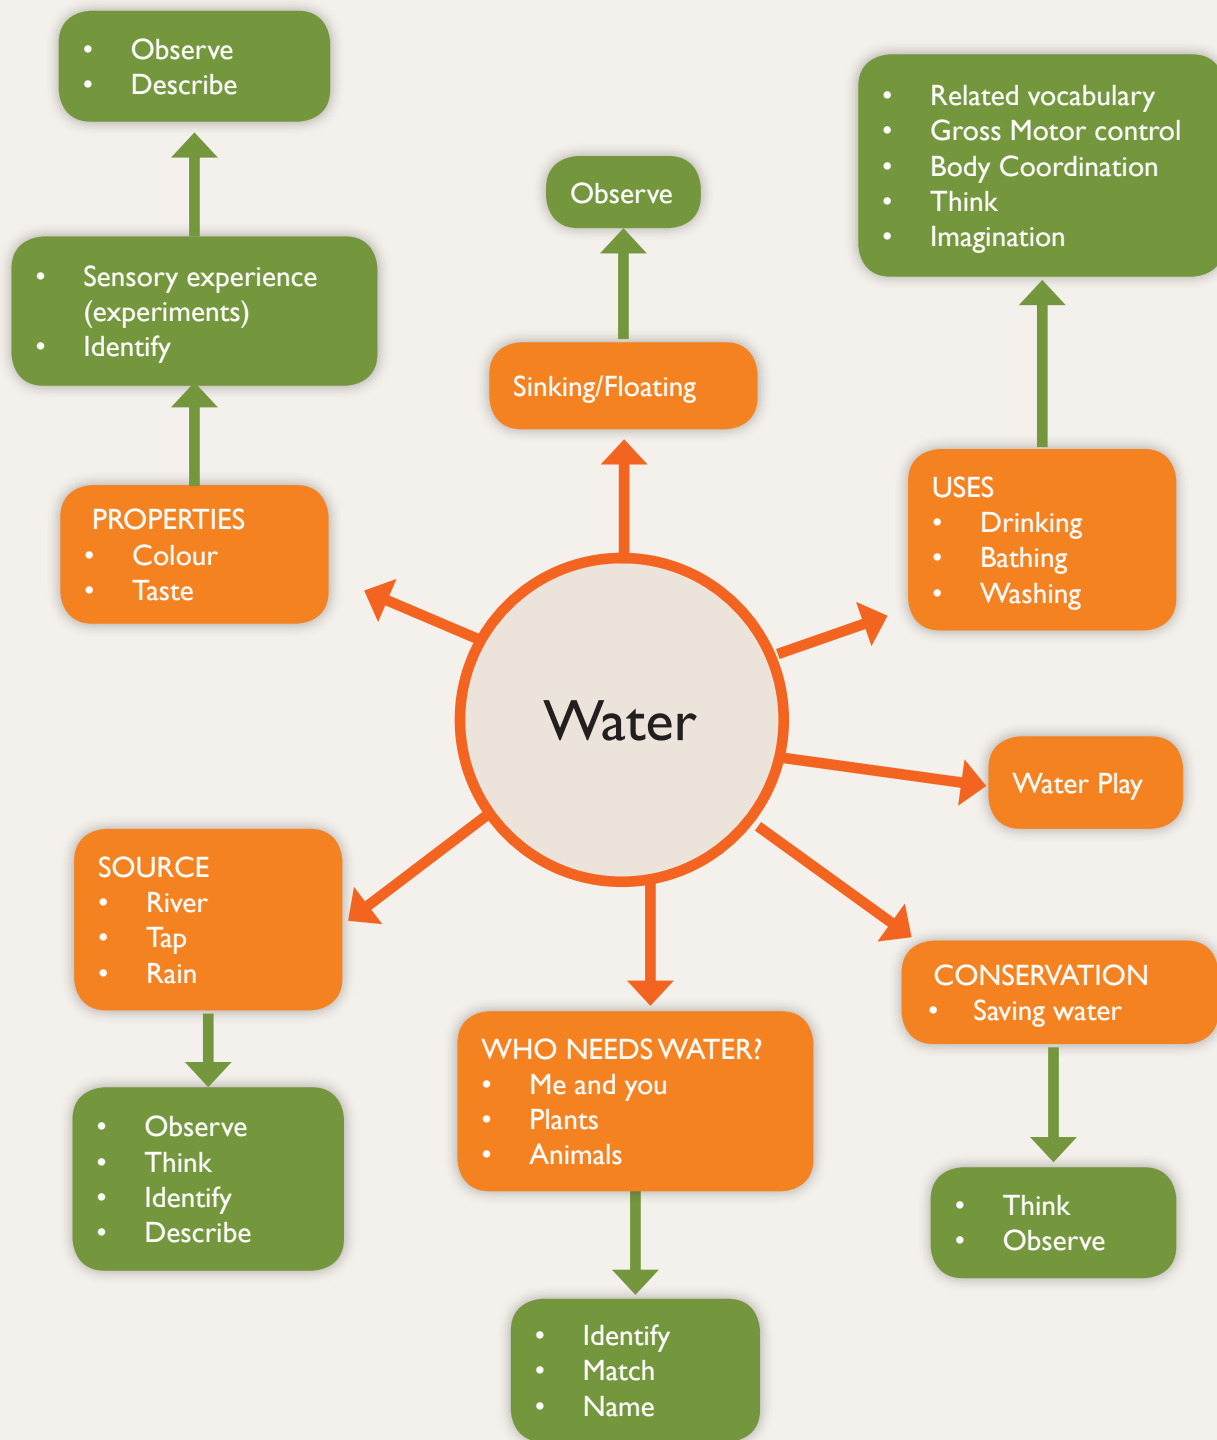 • Observe
• Describe
• Sensory experience
(experiments)
• Identify
PROPERTIES
• Colour
• Taste
Observe
Sinking/Floating
• Related vocabulary
• Gross Motor control
• Body Coordination
• Think
• Imagination
USES
• Drinking
• Bathing
• Washing
Water
Water Play
SOURCE
• River
• Tap
• Rain
• Observe
• Think
• Identify
• Describe
WHO NEEDS WATER?
• Me and you
• Plants
• Animals
• Identify
• Match
• Name
CONSERVATION
• Saving water
• Think
• Observe